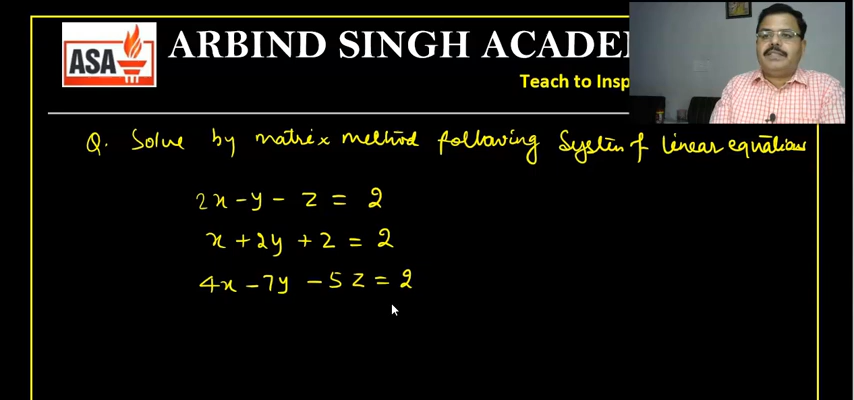 ASA
ARBIND SINGH ACADE
Teach to Insp
Q. Solve by matrix method following System of linear equations
2x - y - z = 2
x + 2y + z = 2
4x - 7y - 5z = 2